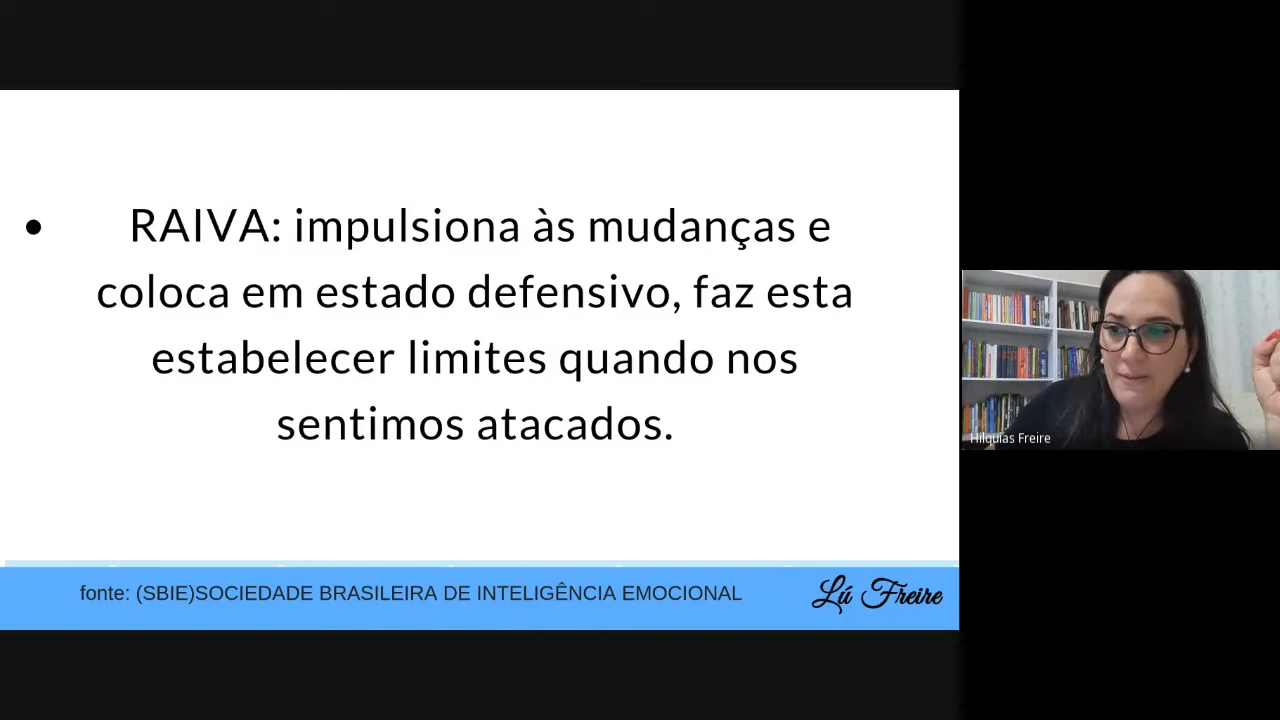 • RAIVA: impulsiona às mudanças e
coloca em estado defensivo, faz esta
estabelecer limites quando nos
sentimos atacados.
fonte: (SBIE)SOCIEDADE BRASILEIRA DE INTELIGÊNCIA EMOCIONAL
Lú Freire
Hilquias Freire